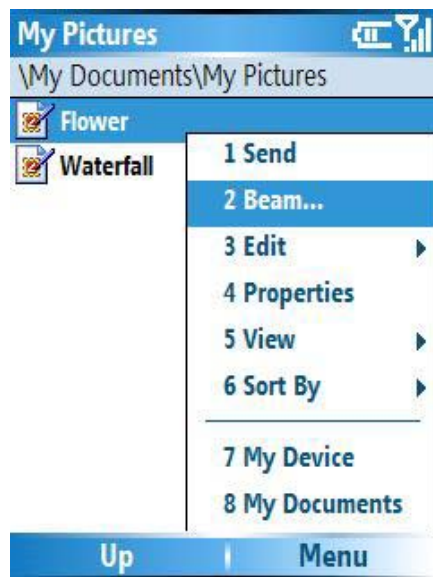 My Pictures
\My Documents\My Pictures
Flower
Waterfall
1 Send
2 Beam...
3 Edit
4 Properties
5 View
6 Sort By
7 My Device
8 My Documents
Up Menu